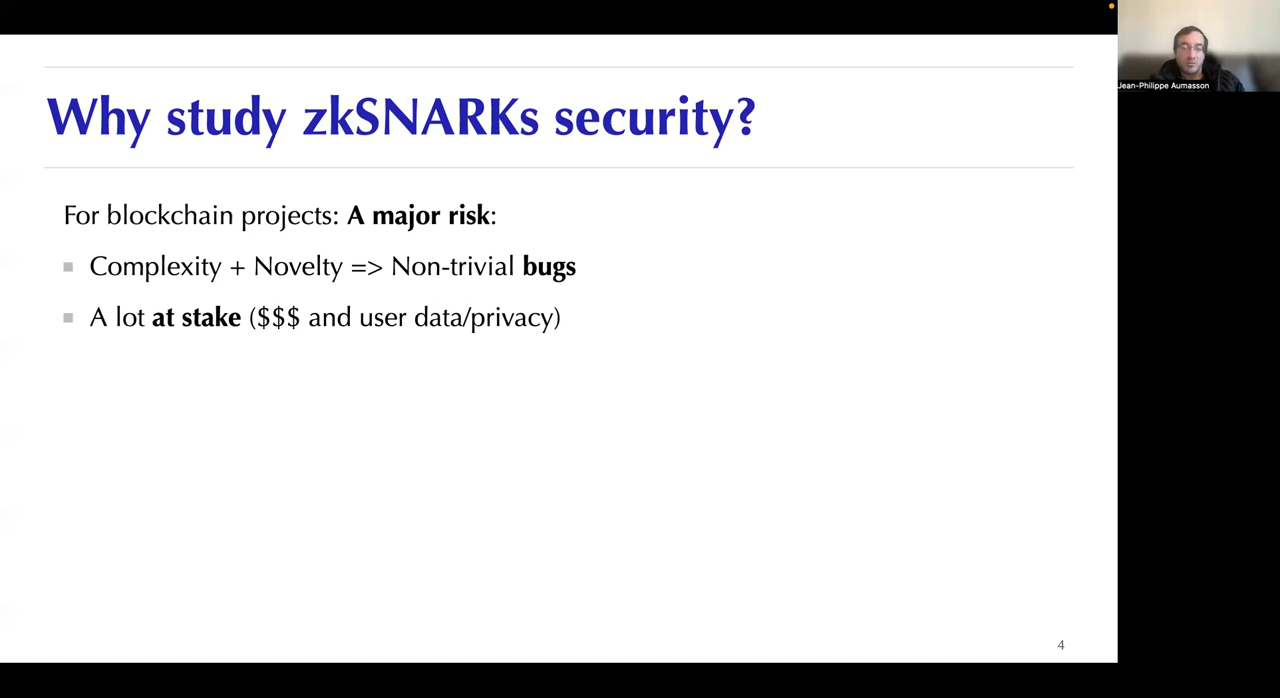 Why study zkSNARKs security?
For blockchain projects: A major risk:
Complexity + Novelty => Non-trivial bugs
A lot at stake ($$$ and user data/privacy)
4
Jean-Philippe Aumasson